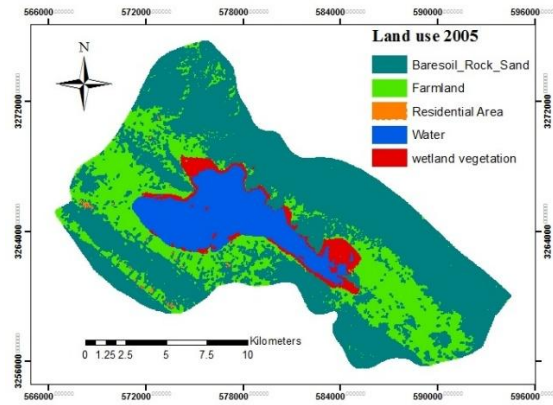 566000 572000 578000 584000 590000 596000
Land use 2005
N
Baresoil_Rock_Sand
Farmland
Residential Area
Water
wetland vegetation
3272000 3272000
3264000 3264000
3256000 3256000
Kilometers
0 1.25 2.5 5 7.5 10
566000 572000 578000 584000 590000 596000